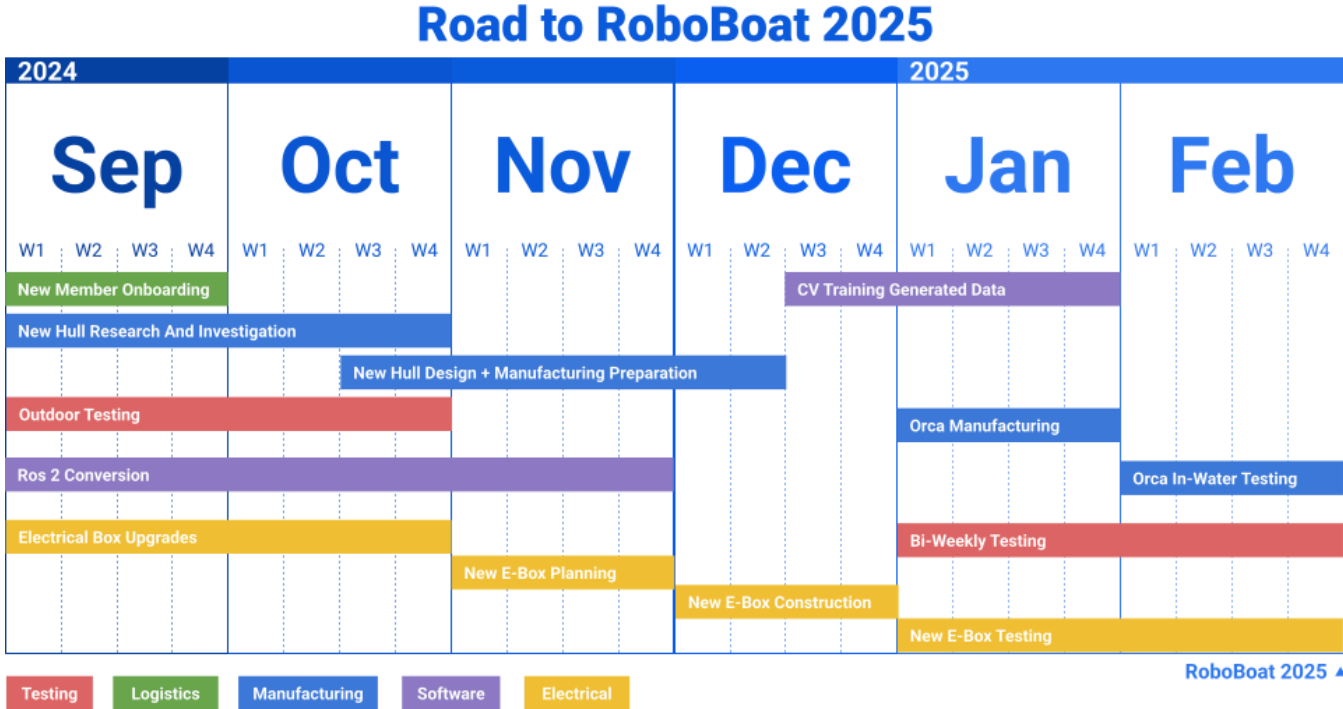 Road to RoboBoat 2025
2024 2025
Sep Oct Nov Dec Jan Feb
W1 W2 W3 W4 W1 W2 W3 W4 W1 W2 W3 W4 W1 W2 W3 W4 W1 W2 W3 W4 W1 W2 W3 W4
New Member Onboarding CV Training Generated Data
New Hull Research And Investigation
New Hull Design + Manufacturing Preparation
Outdoor Testing
Orca Manufacturing
Ros 2 Conversion
Orca In-Water Testing
Electrical Box Upgrades
Bi-Weekly Testing
New E-Box Planning
New E-Box Construction
New E-Box Testing
RoboBoat 2025
Testing Logistics Manufacturing Software Electrical